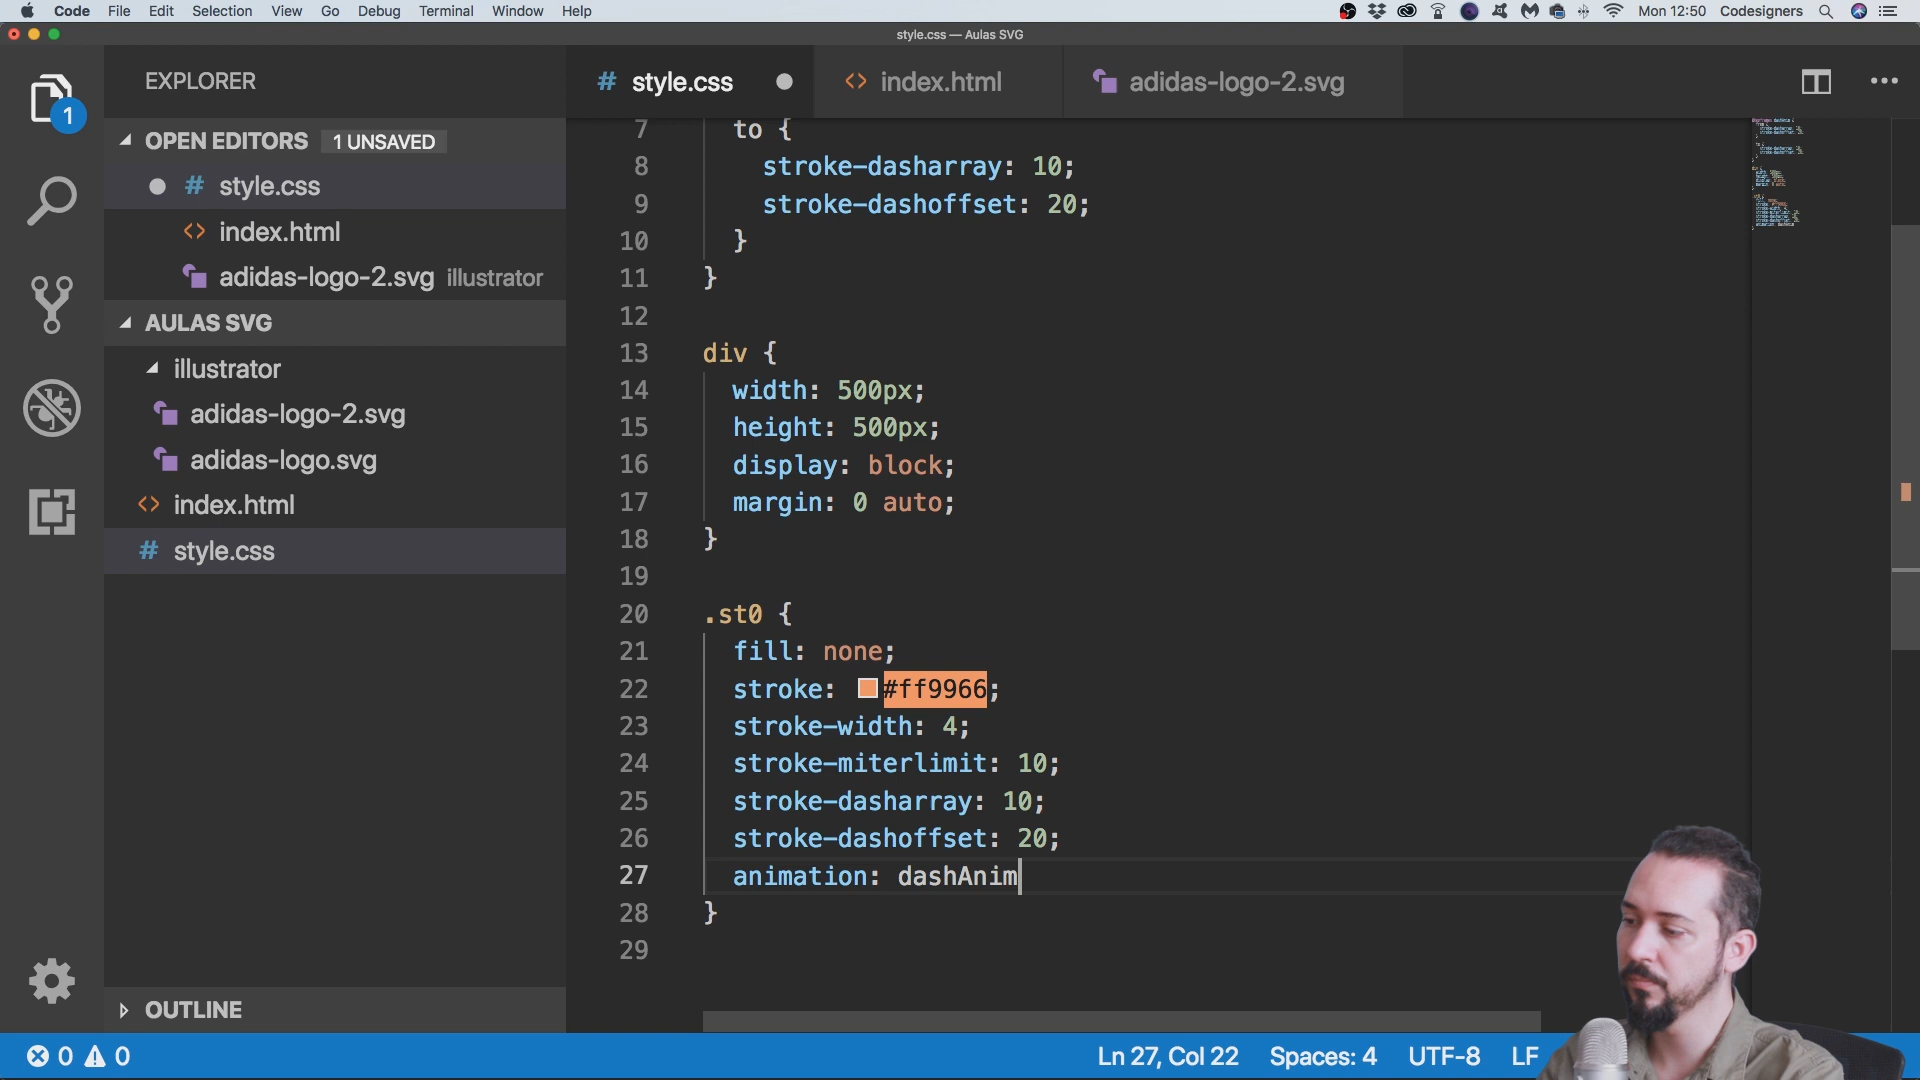 Code File Edit Selection View Go Debug Terminal Window Help Mon 12:50 Codesigners
style.css — Aulas SVG
EXPLORER
1
OPEN EDITORS 1 UNSAVED
# style.css
<> index.html
adidas-logo-2.svg illustrator
AULAS SVG
illustrator
adidas-logo-2.svg
adidas-logo.svg
<> index.html
# style.css
OUTLINE
# style.css <> index.html adidas-logo-2.svg
7 to {
8 stroke-dasharray: 10;
9 stroke-dashoffset: 20;
10 }
11 }
12
13 div {
14 width: 500px;
15 height: 500px;
16 display: block;
17 margin: 0 auto;
18 }
19
20 .st0 {
21 fill: none;
22 stroke: #ff9966;
23 stroke-width: 4;
24 stroke-miterlimit: 10;
25 stroke-dasharray: 10;
26 stroke-dashoffset: 20;
27 animation: dashAnim
28 }
29
0 0 Ln 27, Col 22 Spaces: 4 UTF-8 LF